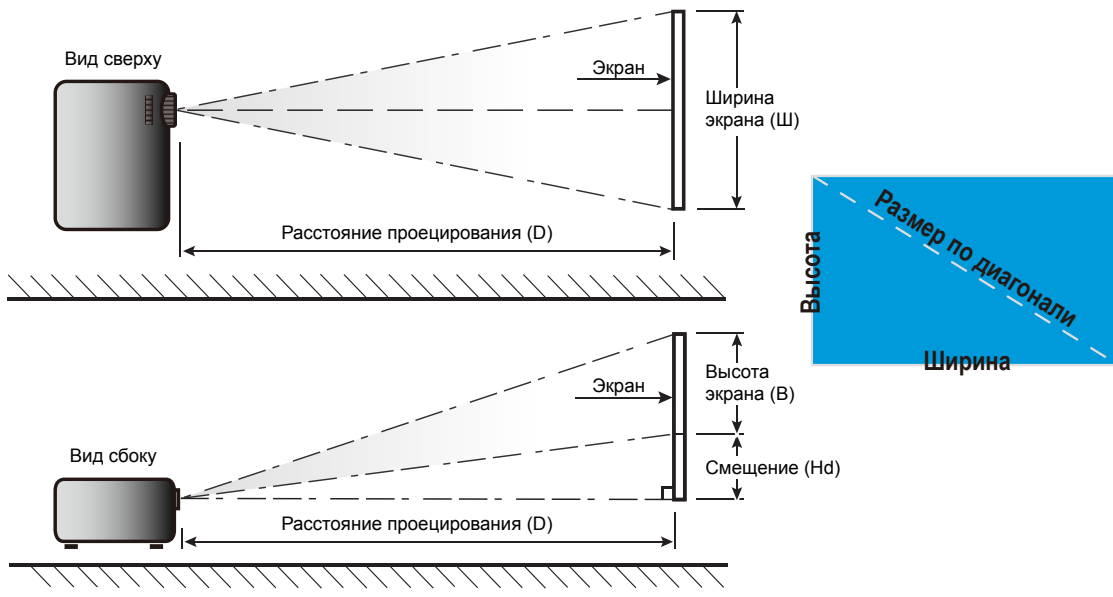 Вид сверху
Экран
Ширина
экрана (Ш)
Расстояние проецирования (D)
Высота
Размер по диагонали
Ширина
Вид сбоку
Экран
Высота
экрана (В)
Смещение (Hd)
Расстояние проецирования (D)